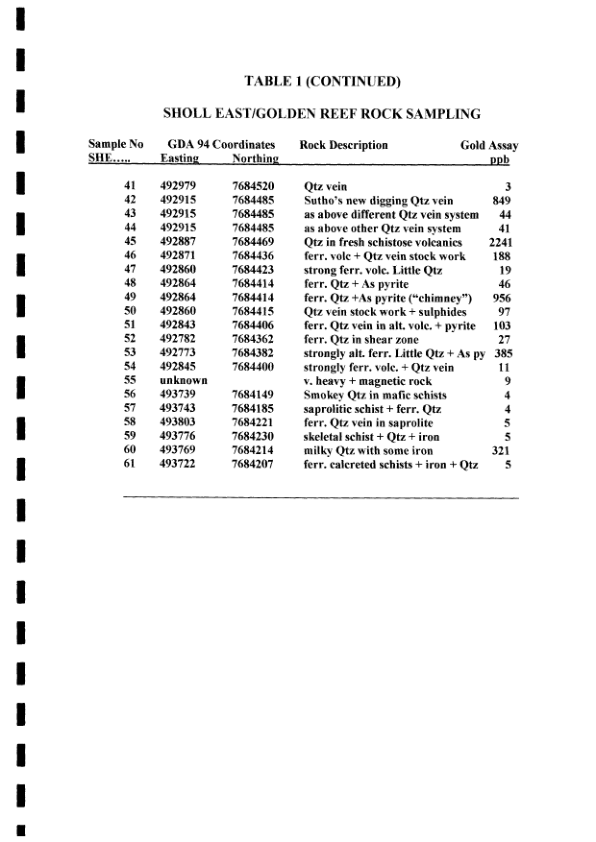 TABLE 1 (CONTINUED)
SHOLL EAST/GOLDEN REEF ROCK SAMPLING
Sample No GDA 94 Coordinates Rock Description Gold Assay
SHE..... Easting Northing ppb
41 492979 7684520 Qtz vein 3
42 492915 7684485 Sutho's new digging Qtz vein 849
43 492915 7684485 as above different Qtz vein system 44
44 492915 7684485 as above other Qtz vein system 41
45 492887 7684469 Qtz in fresh schistose volcanics 2241
46 492871 7684436 ferr. volc + Qtz vein stock work 188
47 492860 7684423 strong ferr. volc. Little Qtz 19
48 492864 7684414 ferr. Qtz + As pyrite 46
49 492864 7684414 ferr. Qtz +As pyrite ("chimney") 956
50 492860 7684415 Qtz vein stock work + sulphides 97
51 492843 7684406 ferr. Qtz vein in alt. volc. + pyrite 103
52 492782 7684362 ferr. Qtz in shear zone 27
53 492773 7684382 strongly alt. ferr. Little Qtz + As py 385
54 492845 7684400 strongly ferr. volc. + Qtz vein 11
55 unknown v. heavy + magnetic rock 9
56 493739 7684149 Smokey Qtz in mafic schists 4
57 493743 7684185 saprolitic schist + ferr. Qtz 4
58 493803 7684221 ferr. Qtz vein in saprolite 5
59 493776 7684230 skeletal schist + Qtz + iron 5
60 493769 7684214 milky Qtz with some iron 321
61 493722 7684207 ferr. calcreted schists + iron + Qtz 5